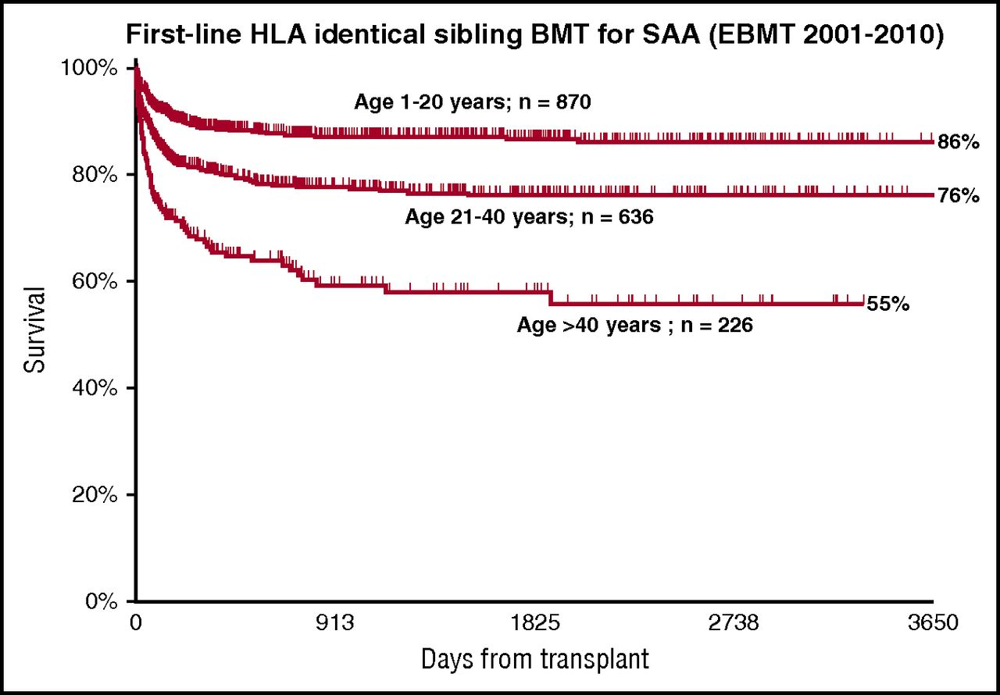 First-line HLA identical sibling BMT for SAA (EBMT 2001-2010)
100%
Age 1-20 years; n = 870
86%
80%
76%
Age 21-40 years; n = 636
60%
55%
Age >40 years ; n = 226
Survival
40%
20%
0%
0 913 1825 2738 3650
Days from transplant